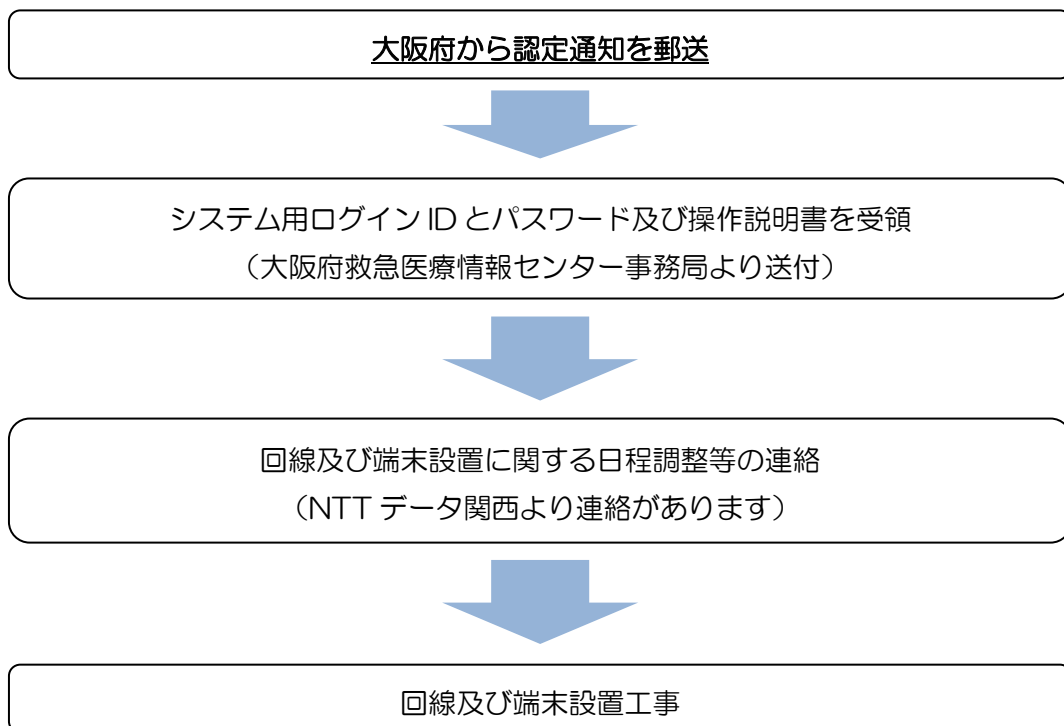 大阪府から認定通知を郵送
システム用ログイン ID とパスワード及び操作説明書を受領
（大阪府救急医療情報センター事務局より送付）
回線及び端末設置に関する日程調整等の連絡
（NTT データ関西より連絡があります）
回線及び端末設置工事